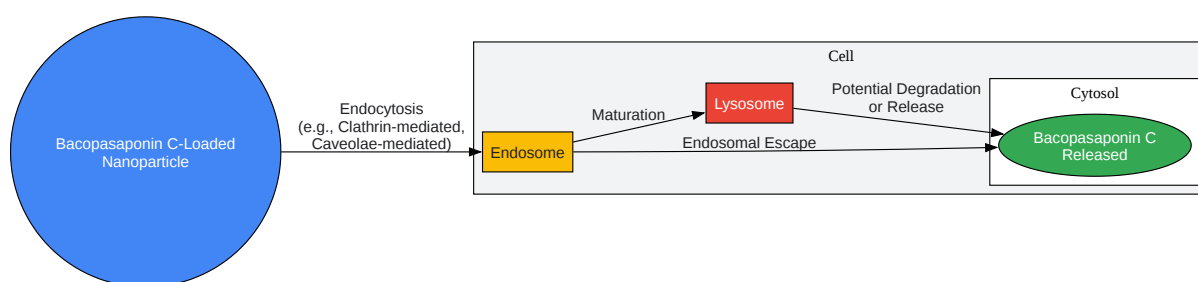 Bacopasaponin C-Loaded
Nanoparticle
Endocytosis
(e.g., Clathrin-mediated,
Caveolae-mediated)
Cell
Endosome
Maturation
Lysosome
Endosomal Escape
Potential Degradation
or Release
Cytosol
Bacopasaponin C
Released